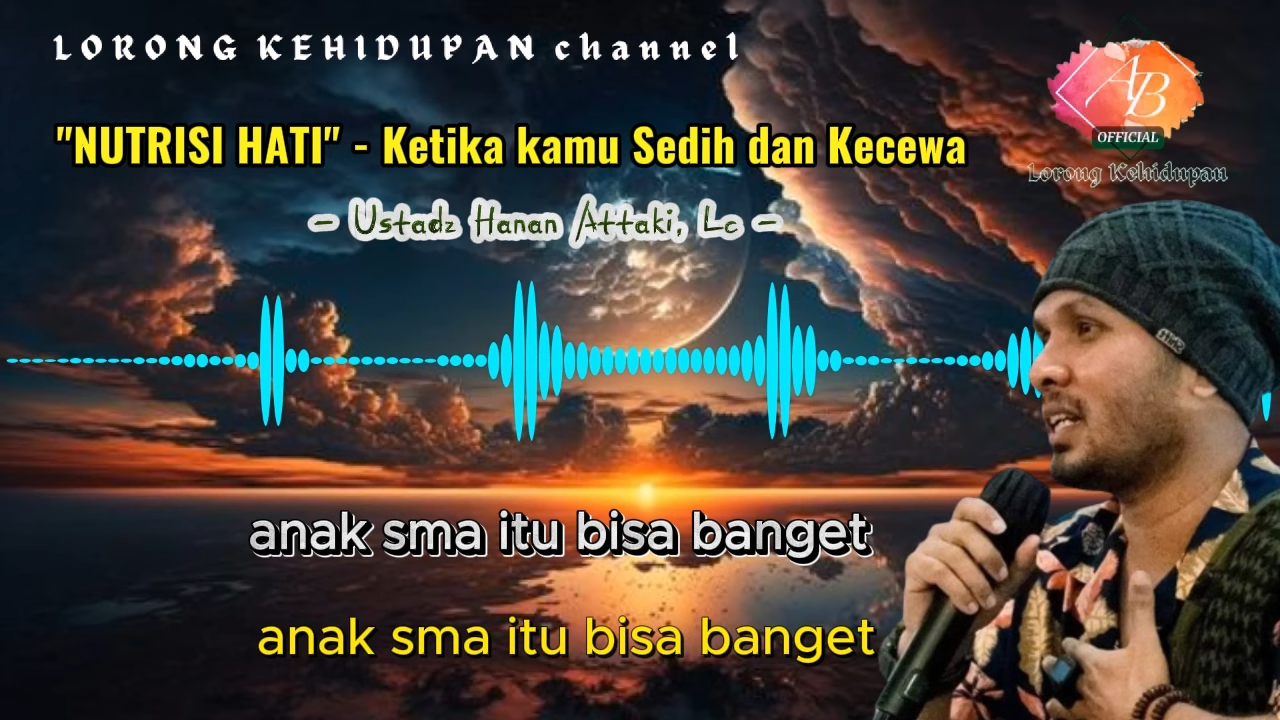 LORONG KEHIDUPAN channel
AB
OFFICIAL
Lorong Kehidupan
"NUTRISI HATI" - Ketika kamu Sedih dan Kecewa
- Ustadz Hanan Attaki, Lc -
anak sma itu bisa banget
anak sma itu bisa banget